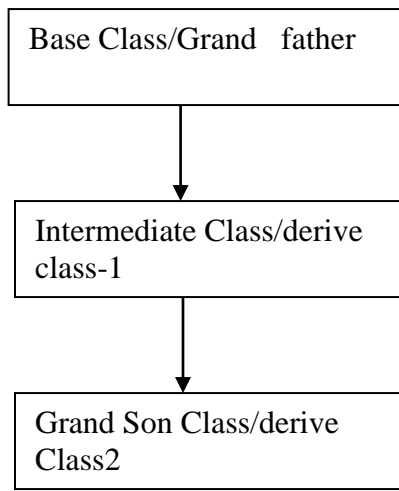 Base Class/Grand father
Intermediate Class/derive
class-1
Grand Son Class/derive
Class2